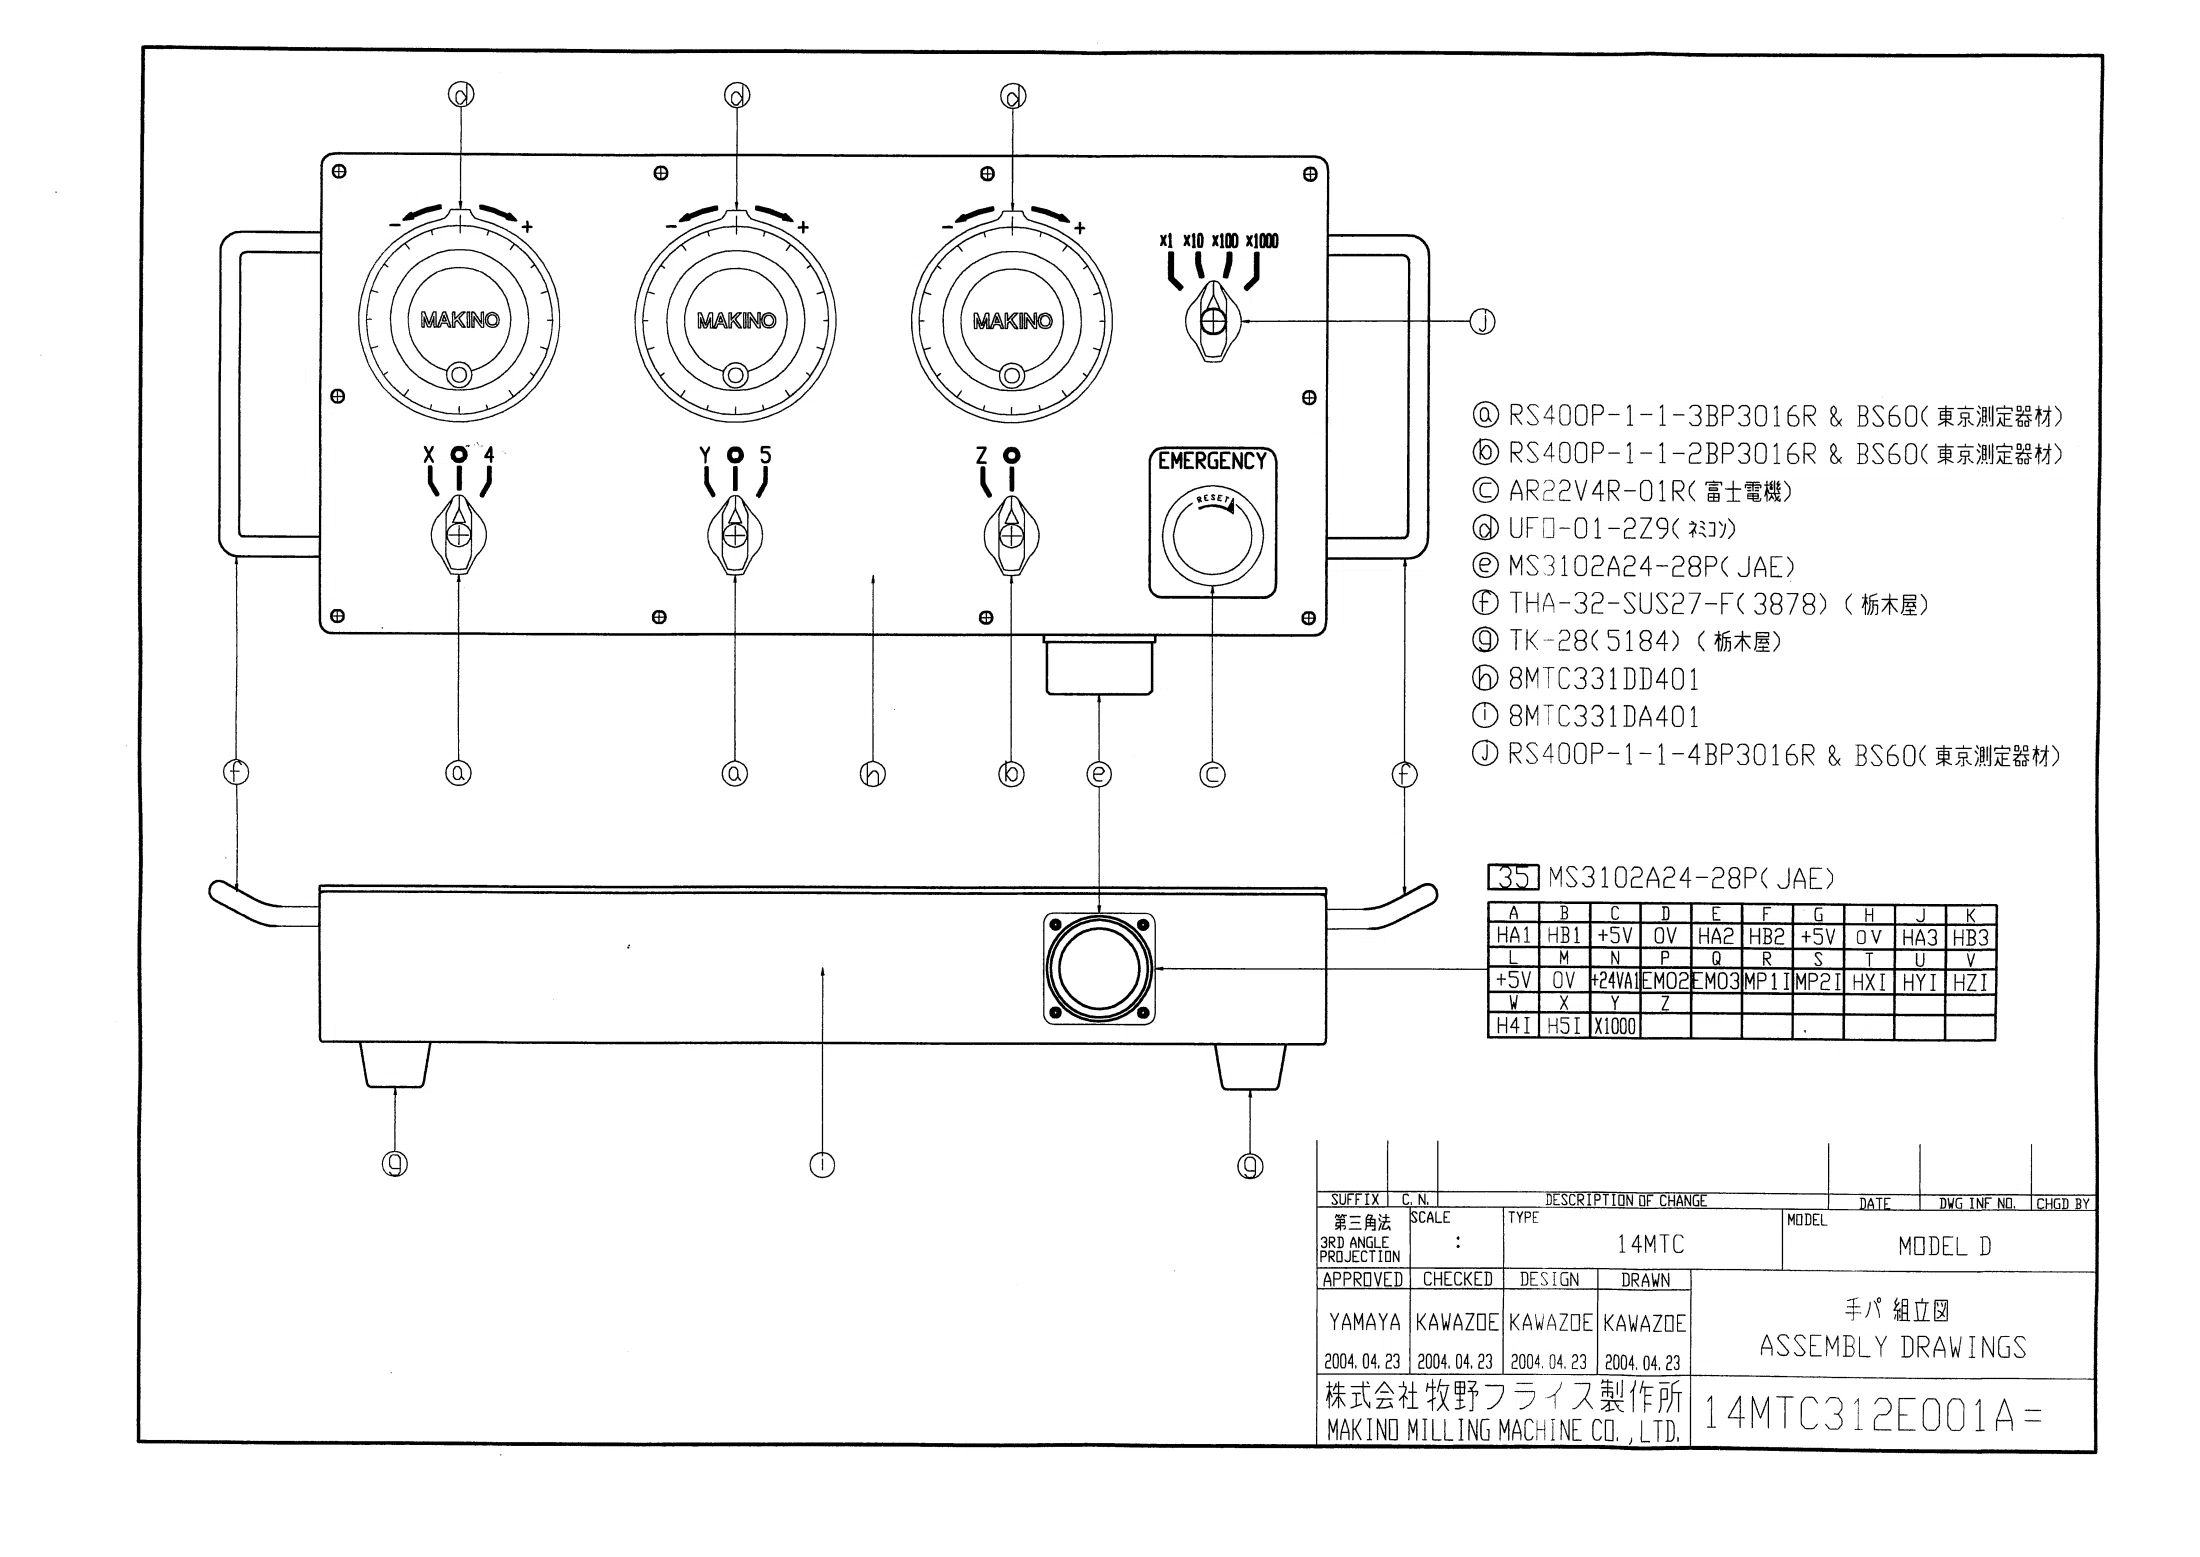 ⓓ ⓓ ⓓ
- + - + - +
X1 X10 X100 X1000
MAKINO MAKINO MAKINO
ⓙ
X O 4 Y O 5 Z O
EMERGENCY
RESET
ⓐ RS400P-1-1-3BP3016R & BS60(東京測定器材)
ⓑ RS400P-1-1-2BP3016R & BS60(東京測定器材)
ⓒ AR22V4R-01R(富士電機)
ⓓ UFO-01-2Z9(ネミコン)
ⓔ MS3102A24-28P(JAE)
ⓕ THA-32-SUS27-F(3878) (栃木屋)
ⓖ TK-28(5184) (栃木屋)
ⓗ 8MTC331DD401
ⓘ 8MTC331DA401
ⓙ RS400P-1-1-4BP3016R & BS60(東京測定器材)
ⓕ ⓐ ⓐ ⓗ ⓑ ⓔ ⓒ ⓕ
35 MS3102A24-28P(JAE)
A B C D E F G H J K
HA1 HB1 +5V 0V HA2 HB2 +5V 0V HA3 HB3
L M N P Q R S T U V
+5V 0V +24VA1 EM02 EM03 MP1I MP2I HXI HYI HZI
W X Y Z
H4I H5I X1000
ⓖ ⓘ ⓖ
SUFFIX C. N. DESCRIPTION OF CHANGE DATE DWG INF NO. CHGD BY
第三角法
3RD ANGLE
PROJECTION
SCALE
:
TYPE
14MTC
MODEL
MODEL D
APPROVED CHECKED DESIGN DRAWN
YAMAYA KAWAZOE KAWAZOE KAWAZOE
2004.04.23 2004.04.23 2004.04.23 2004.04.23
手パ 組立図
ASSEMBLY DRAWINGS
株式会社牧野フライス製作所
MAKINO MILLING MACHINE CO.,LTD.
14MTC312E001A=